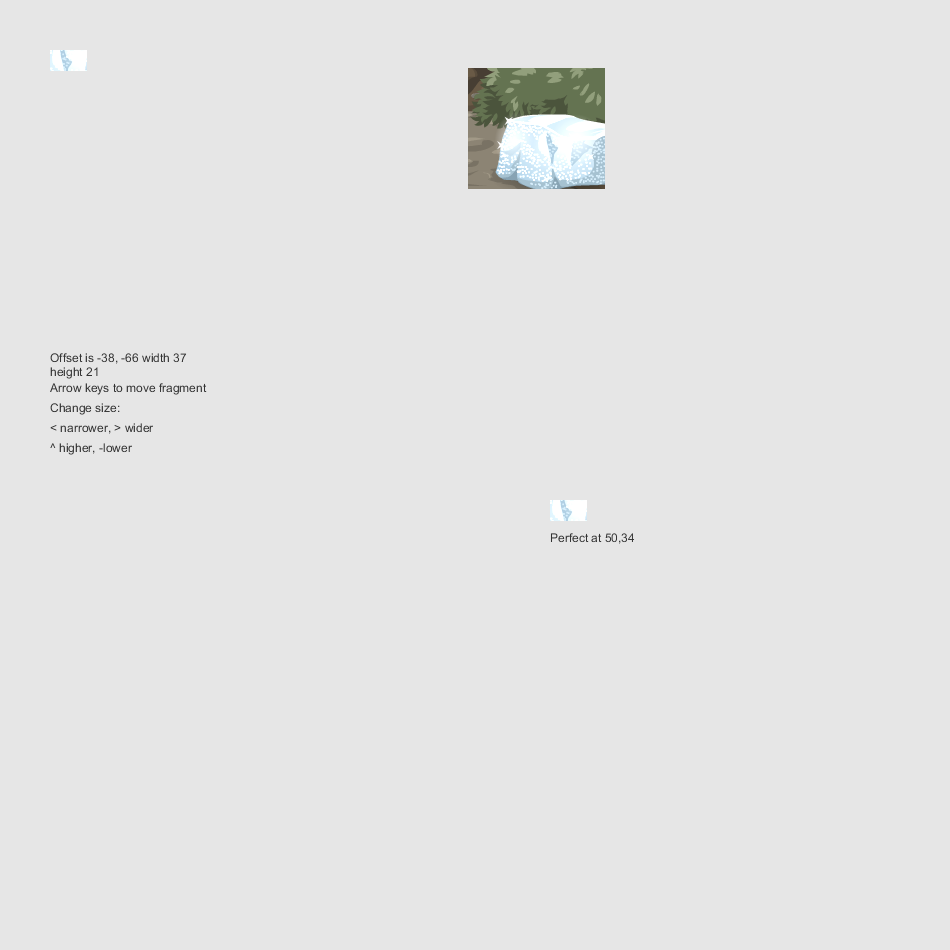 Offset is -38, -66 width 37
height 21
Arrow keys to move fragment
Change size:
< narrower, > wider
^ higher, -lower
Perfect at 50,34